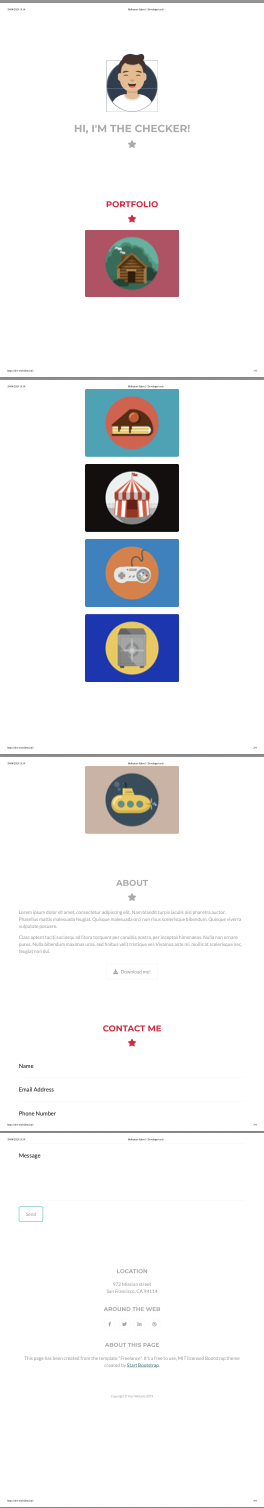 HI, I'M THE CHECKER!
PORTFOLIO
ABOUT
Lorem ipsum dolor sit amet, consectetur adipiscing elit. Nam blandit turpis iaculis nisi pharetra auctor.
Phasellus mattis malesuada feugiat. Quisque malesuada orci non risus scelerisque bibendum. Quisque viverra
vulputate posuere.
Class aptent taciti sociosqu ad litora torquent per conubia nostra, per inceptos himenaeos. Nulla non ornare
purus. Nulla bibendum maximus urna, sed finibus velit tristique vel. Vivamus ante mi, mollis at scelerisque nec,
feugiat non dui.
Download me!
CONTACT ME
Name
Email Address
Phone Number
Message
Send
LOCATION
972 Mission street
San Francisco, CA 94114
AROUND THE WEB
ABOUT THIS PAGE
This page has been created from the template "Freelance". It's a free to use, MIT licensed Bootstrap theme
created by Start Bootstrap.